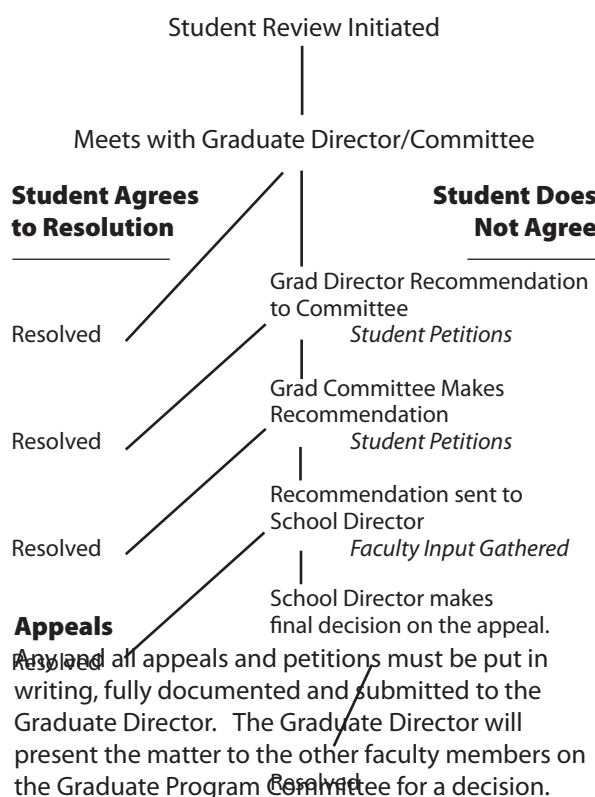 Student Review Initiated
Meets with Graduate Director/Committee
Student Agrees
to Resolution
Student Does
Not Agree
Grad Director Recommendation
to Committee
Resolved
Student Petitions
Grad Committee Makes
Recommendation
Resolved
Student Petitions
Recommendation sent to
School Director
Resolved
Faculty Input Gathered
School Director makes
final decision on the appeal.
Resolved
Resolved
Appeals
Any and all appeals and petitions must be put in
writing, fully documented and submitted to the
Graduate Director. The Graduate Director will
present the matter to the other faculty members on
the Graduate Program Committee for a decision.